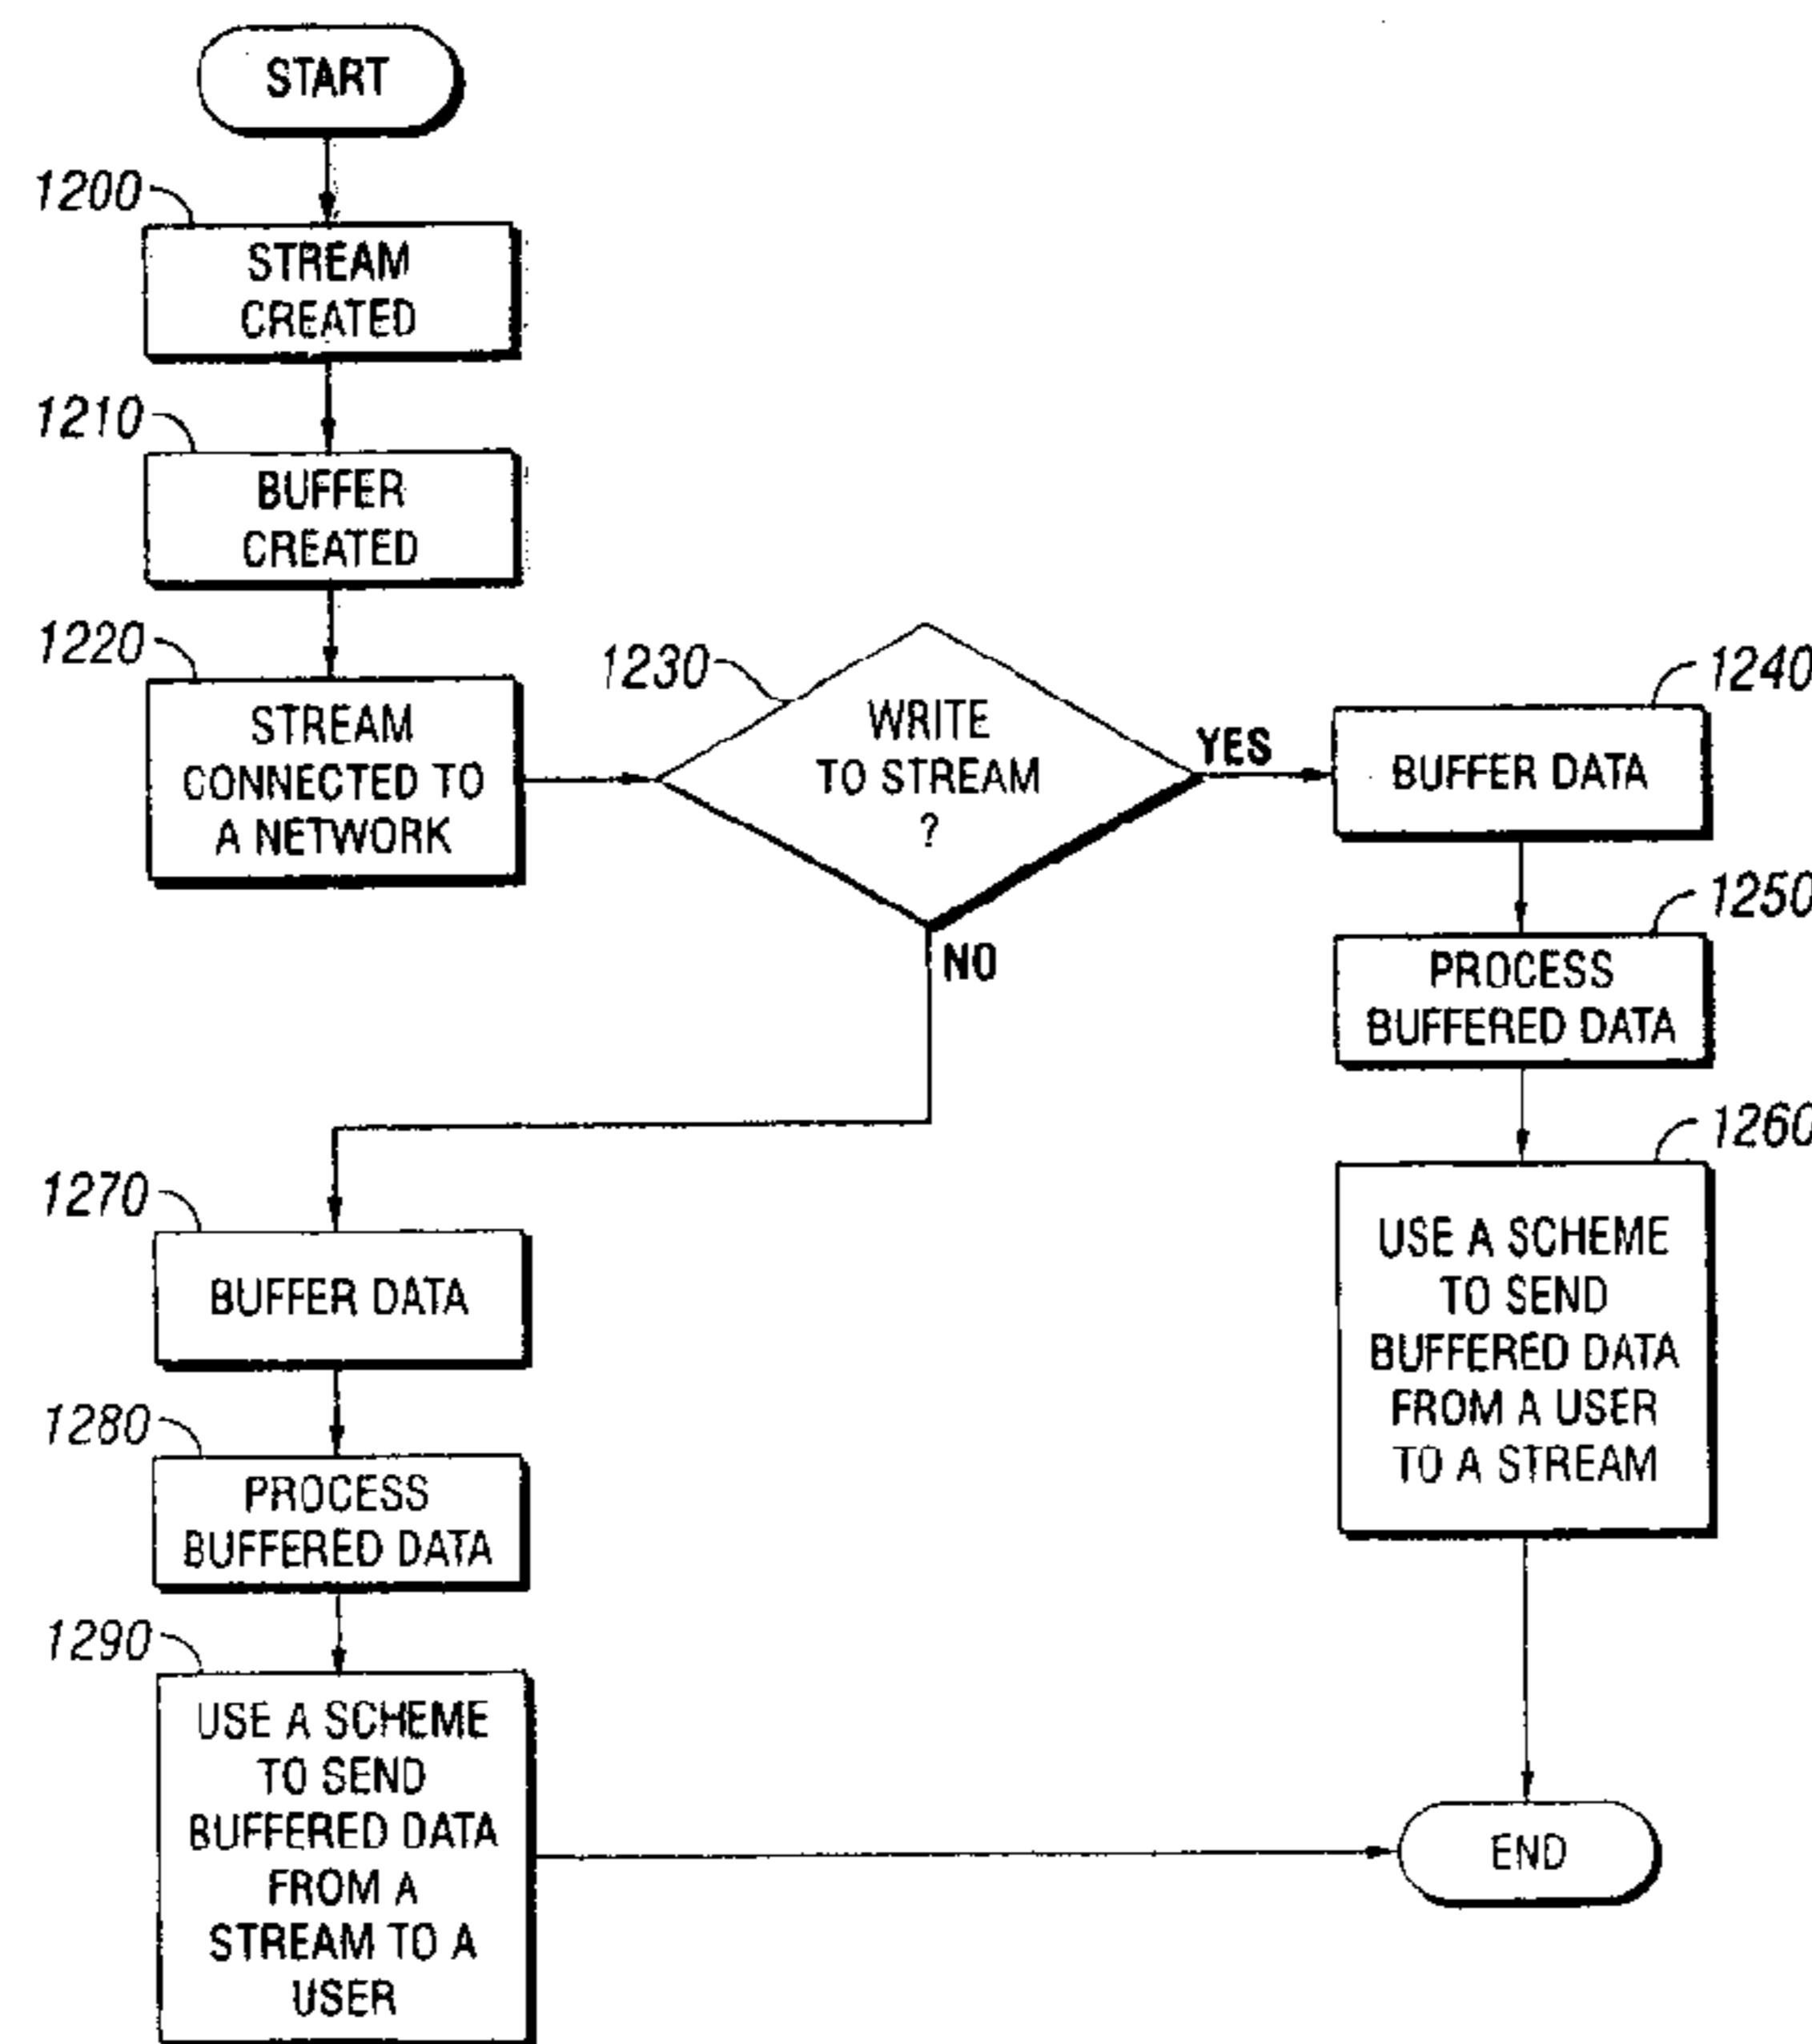 START
1200
STREAM
CREATED
1210
BUFFER
CREATED
1220
STREAM
CONNECTED TO
A NETWORK
1230
WRITE
TO STREAM
?
YES
NO
1240
BUFFER DATA
1250
PROCESS
BUFFERED DATA
1260
USE A SCHEME
TO SEND
BUFFERED DATA
FROM A USER
TO A STREAM
1270
BUFFER DATA
1280
PROCESS
BUFFERED DATA
1290
USE A SCHEME
TO SEND
BUFFERED DATA
FROM A
STREAM TO A
USER
END